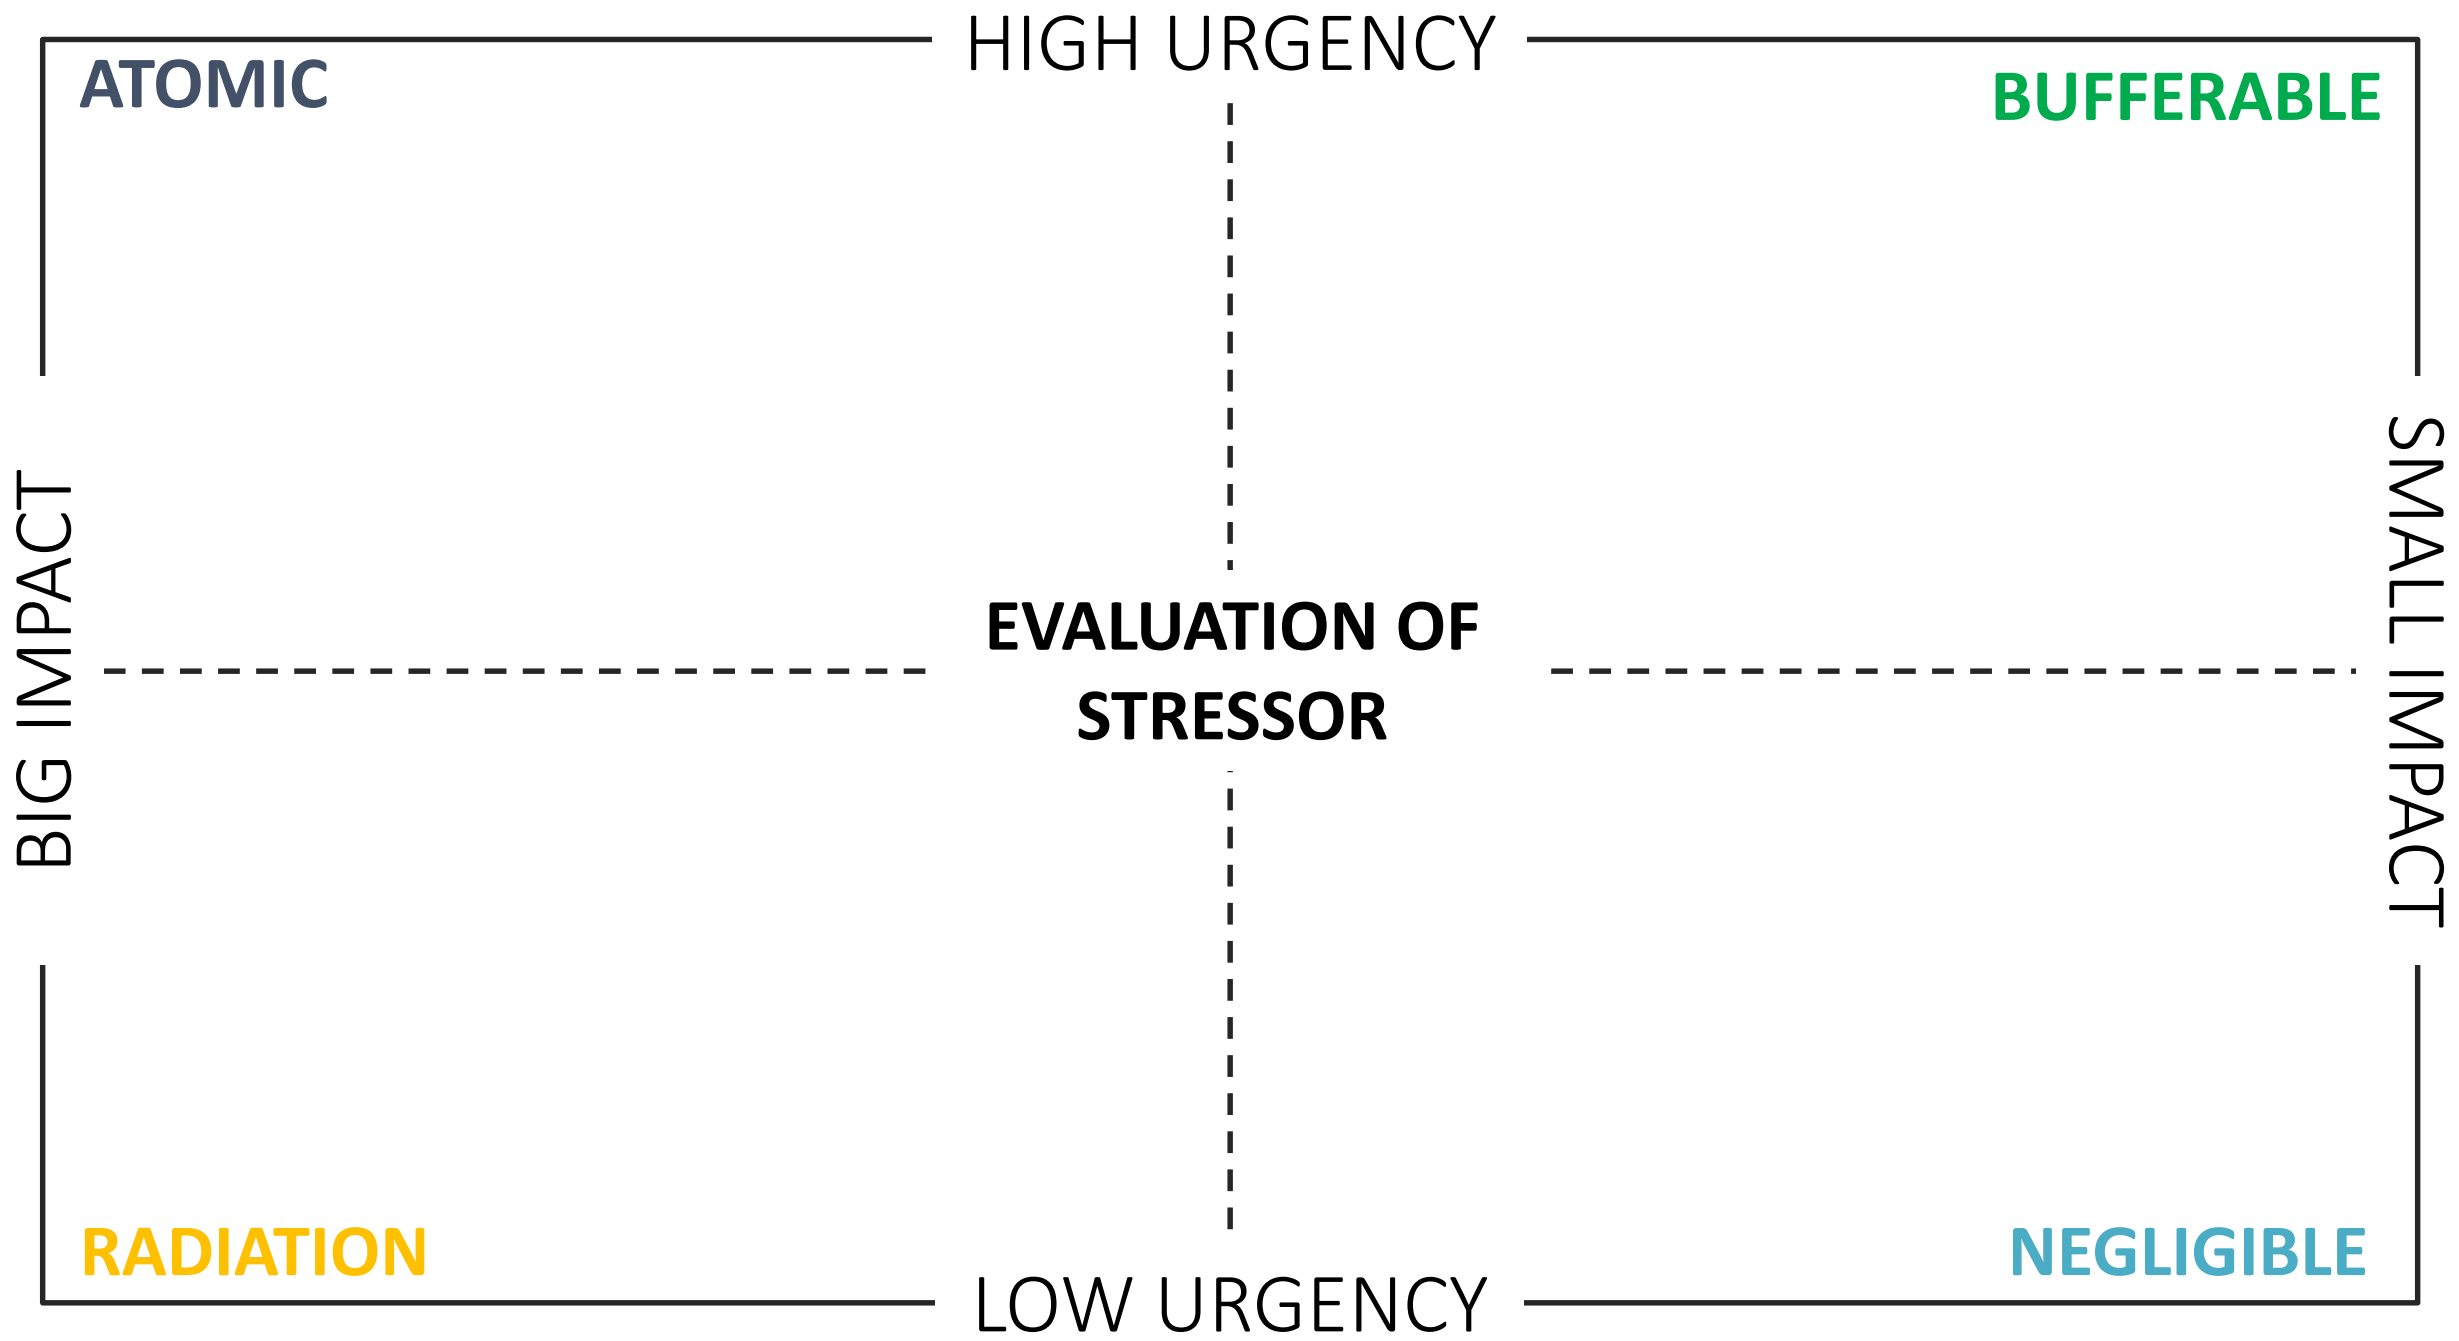 HIGH URGENCY
ATOMIC
BUFFERABLE
BIG IMPACT
EVALUATION OF
STRESSOR
SMALL IMPACT
RADIATION
NEGLIGIBLE
LOW URGENCY